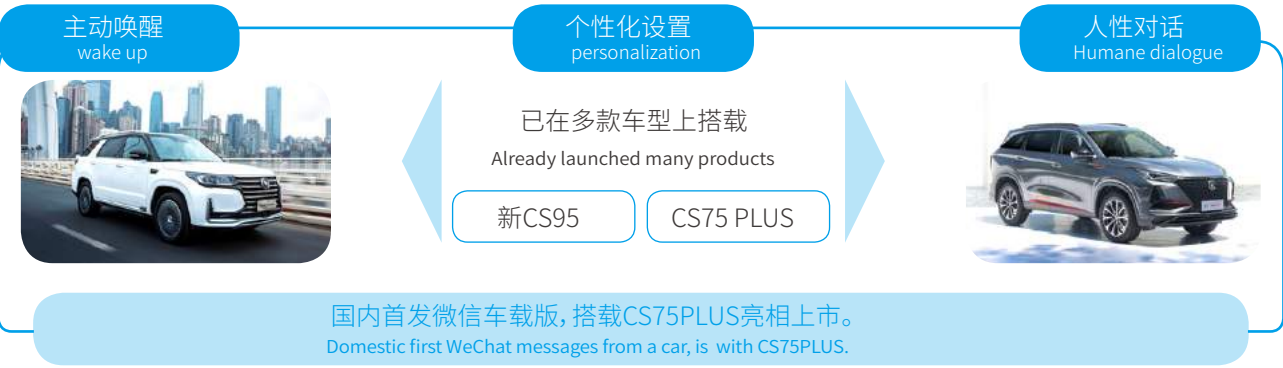 主动唤醒
wake up
个性化设置
personalization
人性对话
Humane dialogue
已在多款车型上搭载
Already launched many products
新CS95
CS75 PLUS
国内首发微信车载版，搭载CS75PLUS亮相上市。
Domestic first WeChat messages from a car, is with CS75PLUS.